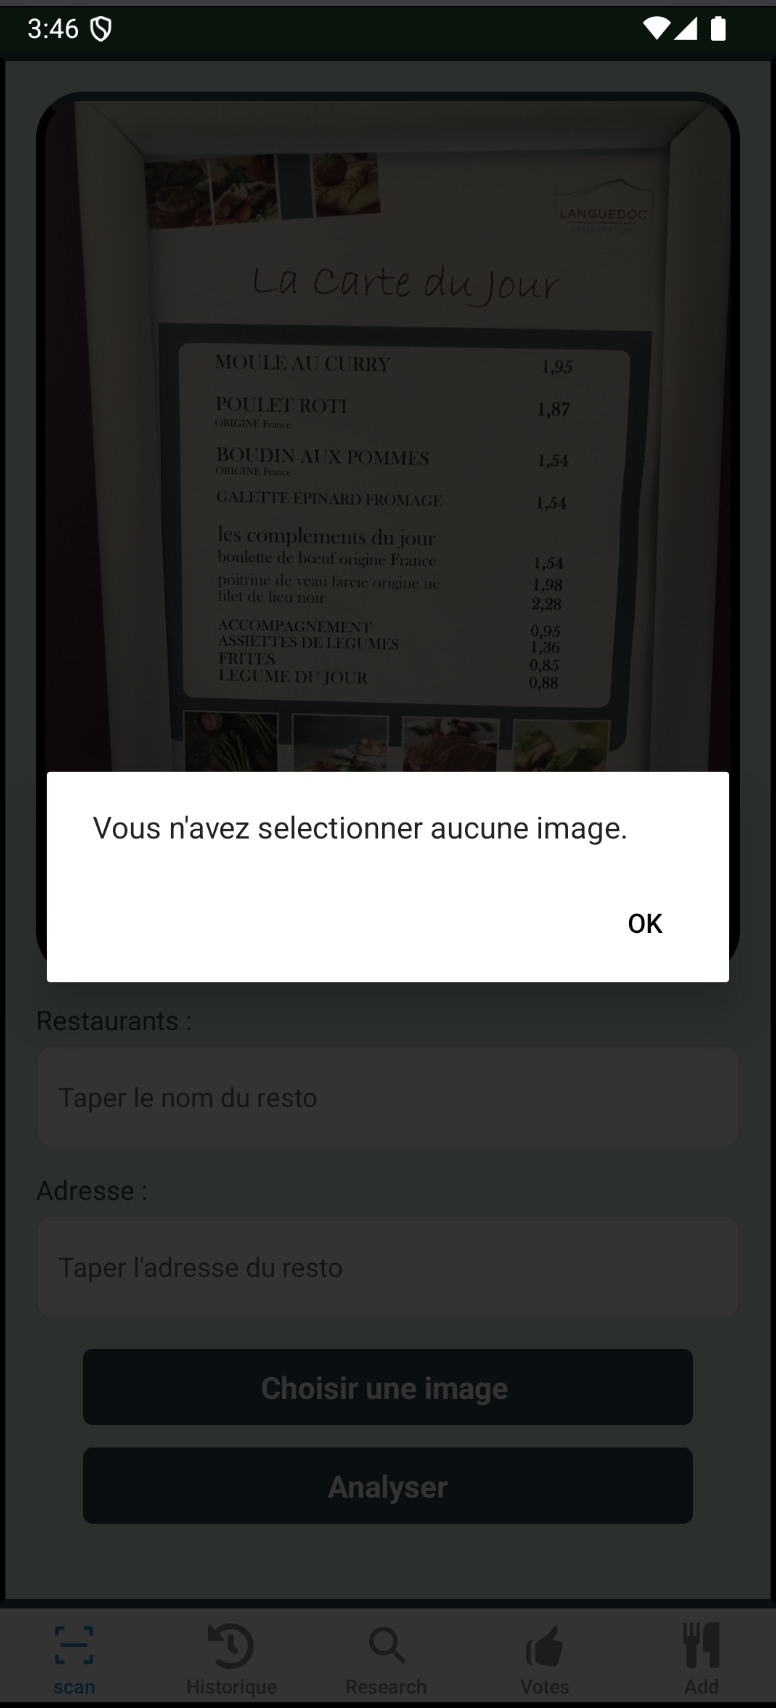 3:46
LANGUEDOC
RESTAURATION
La Carte du Jour
MOULE AU CURRY 1,95
POULET ROTI 1,87
ORIGINE France
BOUDIN AUX POMMES 1,54
ORIGINE France
GALETTE EPINARD FROMAGE 1,54
les complements du jour
boulette de bœuf origine France 1,54
poitrine de veau farcie origine ue 1,98
filet de lieu noir 2,28
ACCOMPAGNEMENT 0,95
ASSIETTES DE LEGUMES 1,36
FRITES 0,85
LEGUME DU JOUR 0,88
Vous n'avez selectionner aucune image.
OK
Restaurants :
Taper le nom du resto
Adresse :
Taper l'adresse du resto
Choisir une image
Analyser
scan Historique Research Votes Add